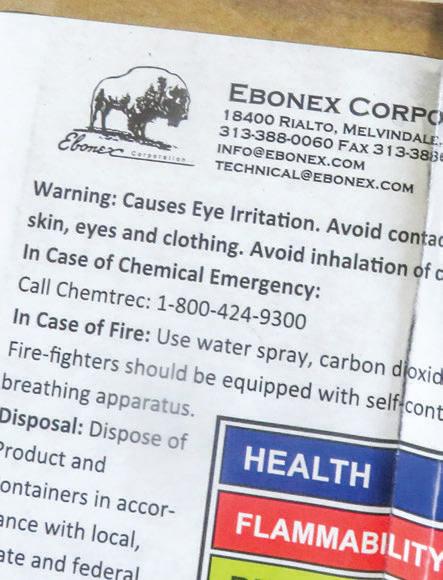 Ebonex
Corporation
EBONEX CORPO
18400 RIALTO, MELVINDALE,
313-388-0060 FAX 313-388
INFO@EBONEX.COM
TECHNICAL@EBONEX.COM
Warning: Causes Eye Irritation. Avoid contac
skin, eyes and clothing. Avoid inhalation of
In Case of Chemical Emergency:
Call Chemtrec: 1-800-424-9300
In Case of Fire: Use water spray, carbon dioxid
Fire-fighters should be equipped with self-cont
breathing apparatus.
Disposal: Dispose of
Product and
ontainers in accor-
ance with local,
ate and federal
HEALTH
FLAMMABILITY